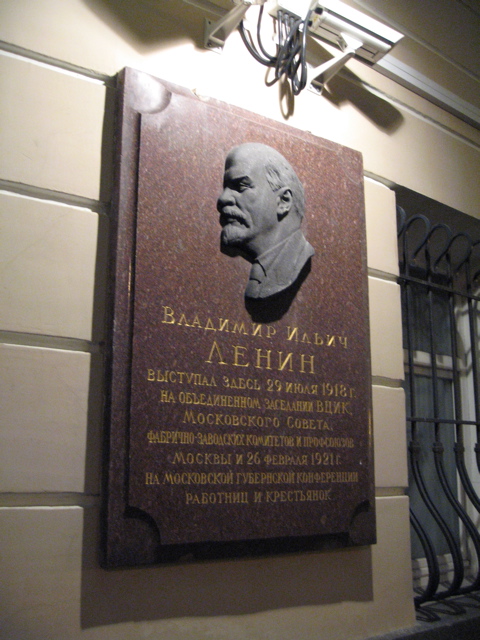 ВЛАДИМИР ИЛЬИЧ
ЛЕНИН
ВЫСТУПАЛ ЗДЕСЬ 29 ИЮЛЯ 1918 Г.
НА ОБЪЕДИНЕННОМ ЗАСЕДАНИИ ВЦИК,
МОСКОВСКОГО СОВЕТА,
ФАБРИЧНО-ЗАВОДСКИХ КОМИТЕТОВ И ПРОФСОЮЗОВ
МОСКВЫ И 26 ФЕВРАЛЯ 1921 Г.
НА МОСКОВСКОЙ ГУБЕРНСКОЙ КОНФЕРЕНЦИИ
РАБОТНИЦ И КРЕСТЬЯНОК